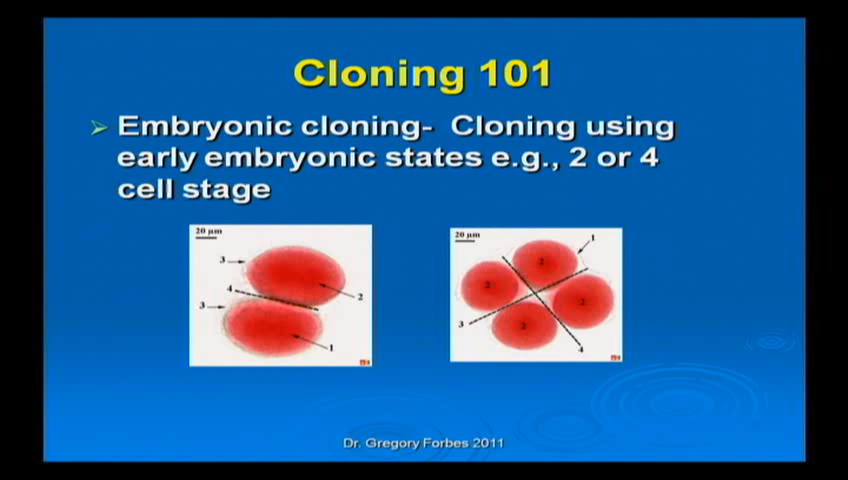 Cloning 101
Embryonic cloning- Cloning using
early embryonic states e.g., 2 or 4
cell stage
20 µm
3
4
3
2
1
20 µm
1
2
2
2
2
3
4
Dr. Gregory Forbes 2011